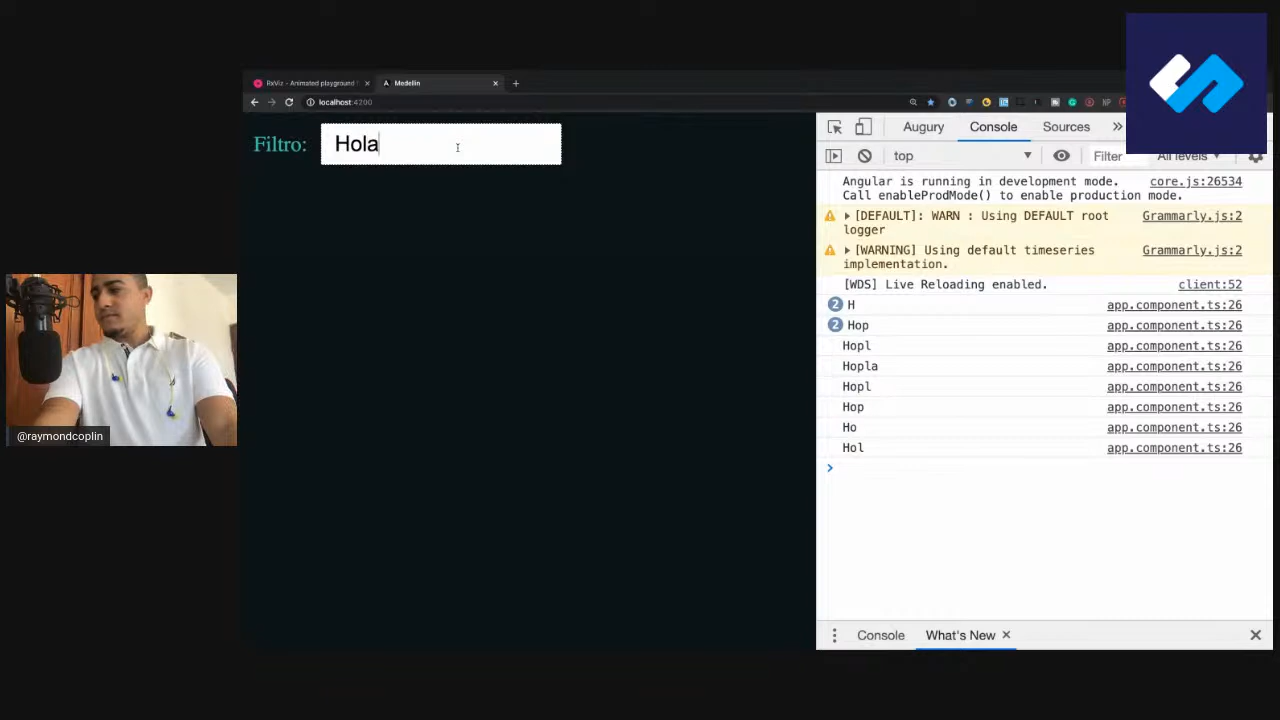 RxViz - Animated playground
Medellin
localhost:4200
Filtro:
Hola
Augury
Console
Sources
top
Filter
All levels
Angular is running in development mode.
core.js:26534
Call enableProdMode() to enable production mode.
[DEFAULT]: WARN : Using DEFAULT root
Grammarly.js:2
logger
[WARNING] Using default timeseries
Grammarly.js:2
implementation.
[WDS] Live Reloading enabled.
client:52
2 H
app.component.ts:26
2 Hop
app.component.ts:26
Hopl
app.component.ts:26
Hopla
app.component.ts:26
Hopl
app.component.ts:26
Hop
app.component.ts:26
Ho
app.component.ts:26
Hol
app.component.ts:26
Console
What's New
@raymondcoplin